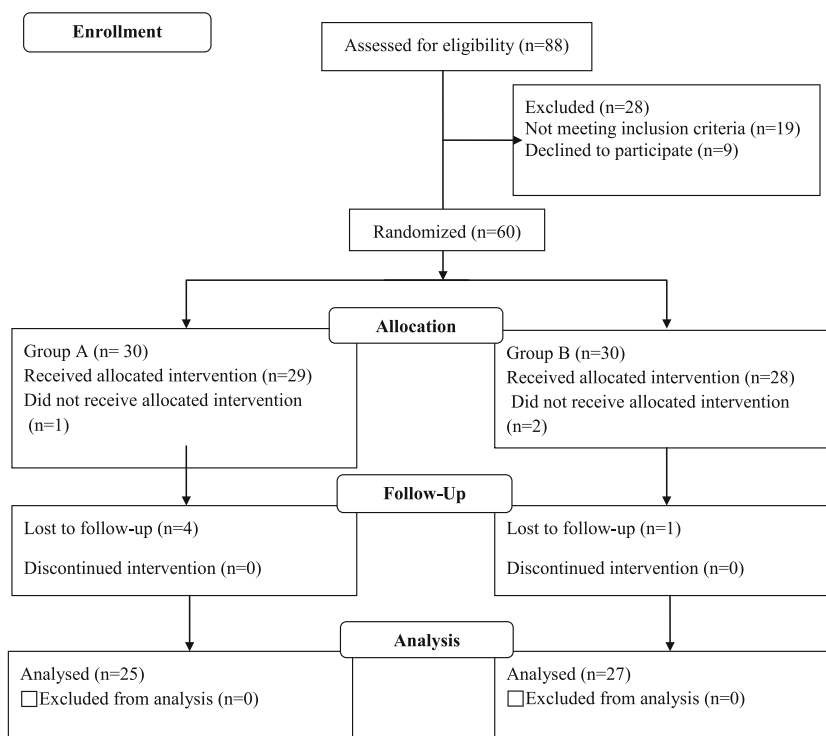 Enrollment
Assessed for eligibility (n=88)
Excluded (n=28)
Not meeting inclusion criteria (n=19)
Declined to participate (n=9)
Randomized (n=60)
Allocation
Group A (n= 30)
Received allocated intervention (n=29)
Did not receive allocated intervention
(n=1)
Group B (n=30)
Received allocated intervention (n=28)
Did not receive allocated intervention
(n=2)
Follow-Up
Lost to follow-up (n=4)
Discontinued intervention (n=0)
Lost to follow-up (n=1)
Discontinued intervention (n=0)
Analysis
Analysed (n=25)
□Excluded from analysis (n=0)
Analysed (n=27)
□Excluded from analysis (n=0)